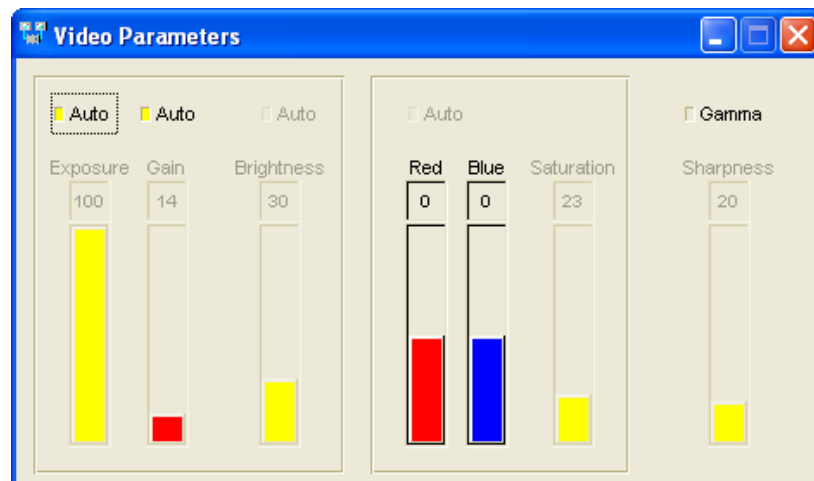 Video Parameters
Auto Auto Auto Auto Gamma
Exposure Gain Brightness Red Blue Saturation Sharpness
100 14 30 0 0 23 20